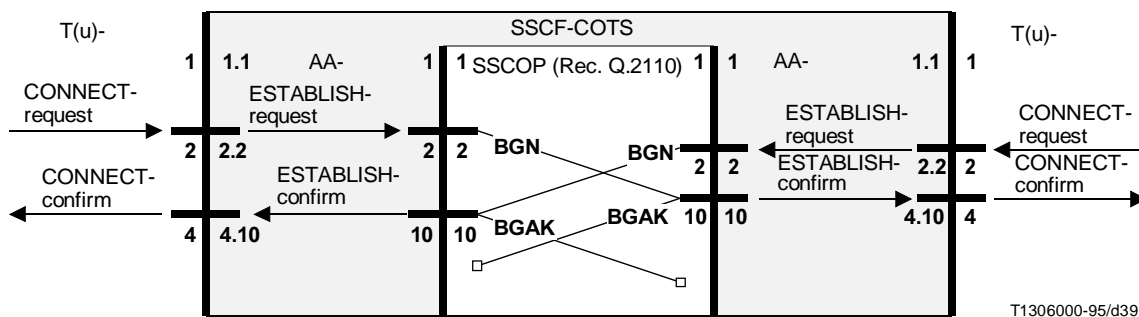 SSCF-COTS
T(u)-
T(u)-
1
1.1
AA-
1
1
SSCOP (Rec. Q.2110)
1
1
AA-
1.1
1
CONNECT-
request
ESTABLISH-
request
ESTABLISH-
request
CONNECT-
request
2
2.2
2
2
BGN
BGN
2
2
2.2
2
CONNECT-
confirm
ESTABLISH-
confirm
ESTABLISH-
confirm
CONNECT-
confirm
4
4.10
10
10
BGAK
BGAK
10
10
4.10
4
T1306000-95/d39